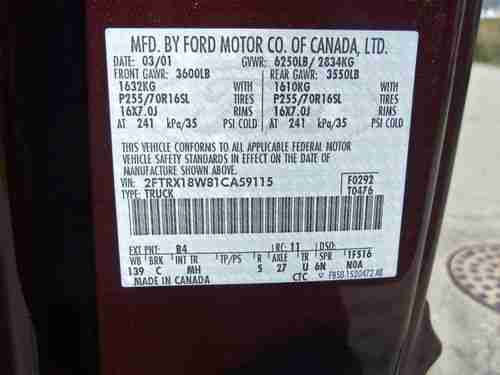 MFD. BY FORD MOTOR CO. OF CANADA, LTD.
DATE: 03/01 GVWR: 6250LB/ 2834KG
FRONT GAWR: 3600LB REAR GAWR: 3550LB
1632KG WITH 1610KG WITH
P255/70R16SL TIRES P255/70R16SL TIRES
16X7.0J RIMS 16X7.0J RIMS
AT 241 kPa/35 PSI COLD AT 241 kPa/35 PSI COLD
THIS VEHICLE CONFORMS TO ALL APPLICABLE FEDERAL MOTOR
VEHICLE SAFETY STANDARDS IN EFFECT ON THE DATE OF
MANUFACTURE SHOWN ABOVE.
VIN: 2FTRX18W81CA59115 F0292
TYPE: TRUCK T04F6
EXT PNT: B4 RC: 11 DSO:
WB BRK INT TR TP/PS R AXLE TR SPR 1F516
139 C MH 5 27 U 6N N0A
MADE IN CANADA CTC F85B-1520472-AB